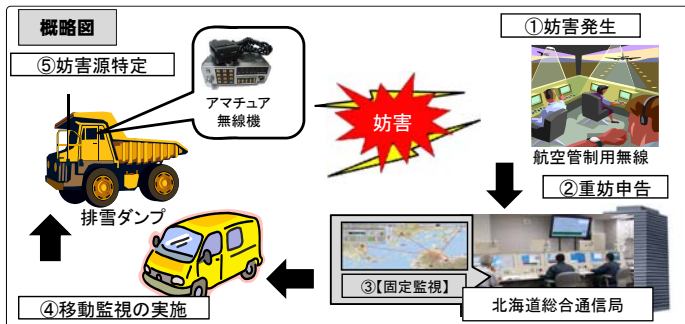 概略図
①妨害発生
⑤妨害源特定
アマチュア
無線機
妨害
航空管制用無線
②重妨申告
排雪ダンプ
③【固定監視】
北海道総合通信局
④移動監視の実施